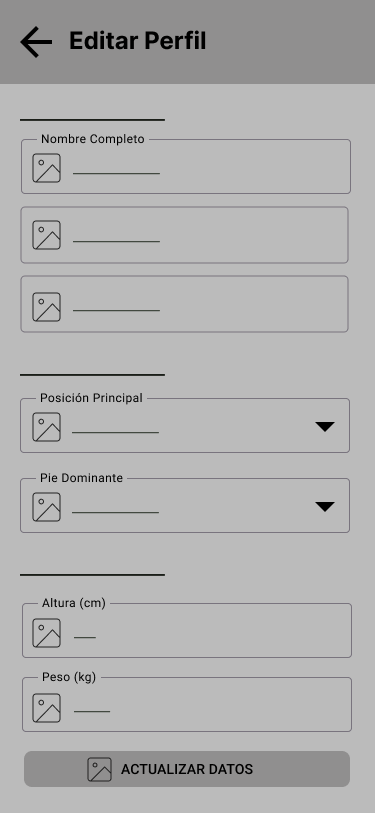 Editar Perfil
Nombre Completo
Posición Principal
Pie Dominante
Altura (cm)
Peso (kg)
ACTUALIZAR DATOS